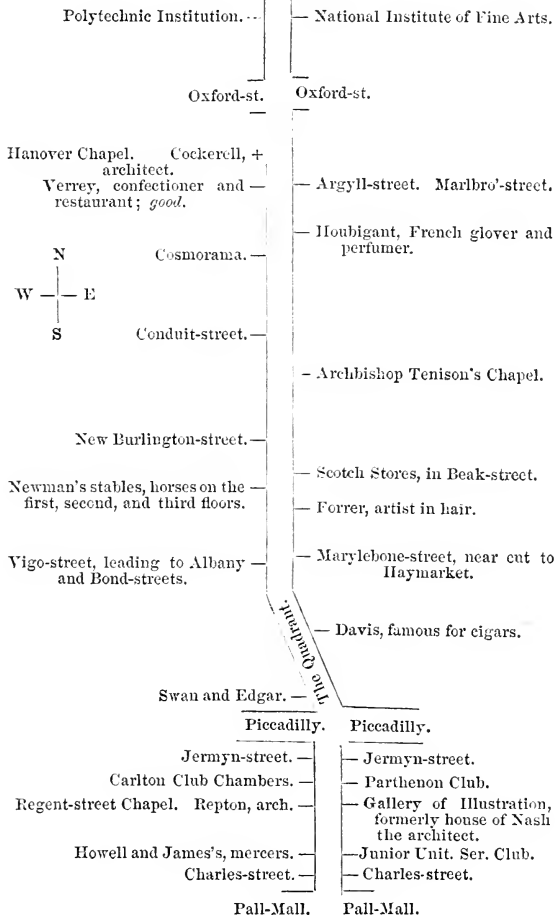 Polytechnic Institution. --
— National Institute of Fine Arts.
Oxford-st.
Oxford-st.
Hanover Chapel. Cockerell, +
architect.
Verrey, confectioner and —
restaurant; good.
— Argyll-street. Marlbro'-street.
— Houbigant, French glover and
perfumer.
Cosmorama. —
N
W — E
S
Conduit-street. —
– Archbishop Tenison's Chapel.
New Burlington-street. —
— Scotch Stores, in Beak-street.
Newman's stables, horses on the —
first, second, and third floors.
— Forrer, artist in hair.
Vigo-street, leading to Albany —
and Bond-streets.
— Marylebone-street, near cut to
Haymarket.
The Quadrant.
— Davis, famous for cigars.
Swan and Edgar. —
Piccadilly.
Piccadilly.
Jermyn-street. —
— Jermyn-street.
Carlton Club Chambers. —
— Parthenon Club.
Regent-street Chapel. Repton, arch. —
— Gallery of Illustration,
formerly house of Nash
the architect.
Howell and James's, mercers. —
— Junior Unit. Ser. Club.
Charles-street. —
— Charles-street.
Pall-Mall.
Pall-Mall.